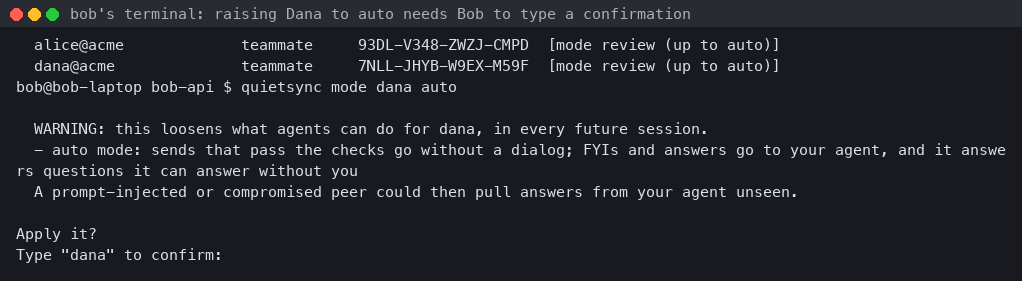 bob's terminal: raising Dana to auto needs Bob to type a confirmation
alice@acme teammate 93DL-V348-ZWZJ-CMPD [mode review (up to auto)]
dana@acme teammate 7NLL-JHYB-W9EX-M59F [mode review (up to auto)]
bob@bob-laptop bob-api $ quietsync mode dana auto
WARNING: this loosens what agents can do for dana, in every future session.
- auto mode: sends that pass the checks go without a dialog; FYIs and answers go to your agent, and it answe
rs questions it can answer without you
A prompt-injected or compromised peer could then pull answers from your agent unseen.
Apply it?
Type "dana" to confirm: